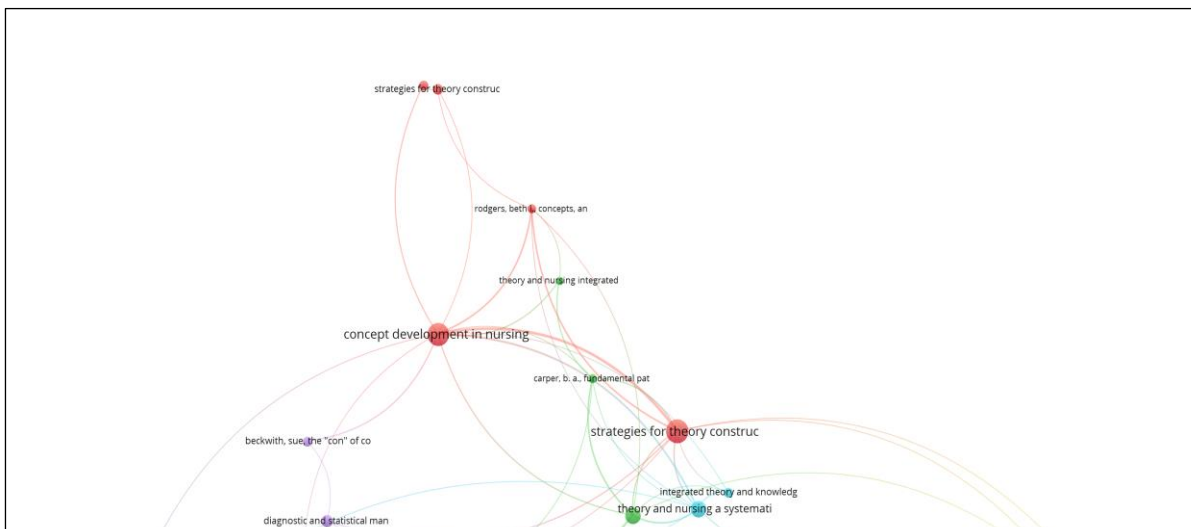 strategies for theory construc
rodgers, beth l., concepts, an
theory and nursing integrated
concept development in nursing
carper, b. a., fundamental pat
strategies for theory construc
beckwith, sue, the "con" of co
integrated theory and knowledg
theory and nursing a systemati
diagnostic and statistical man